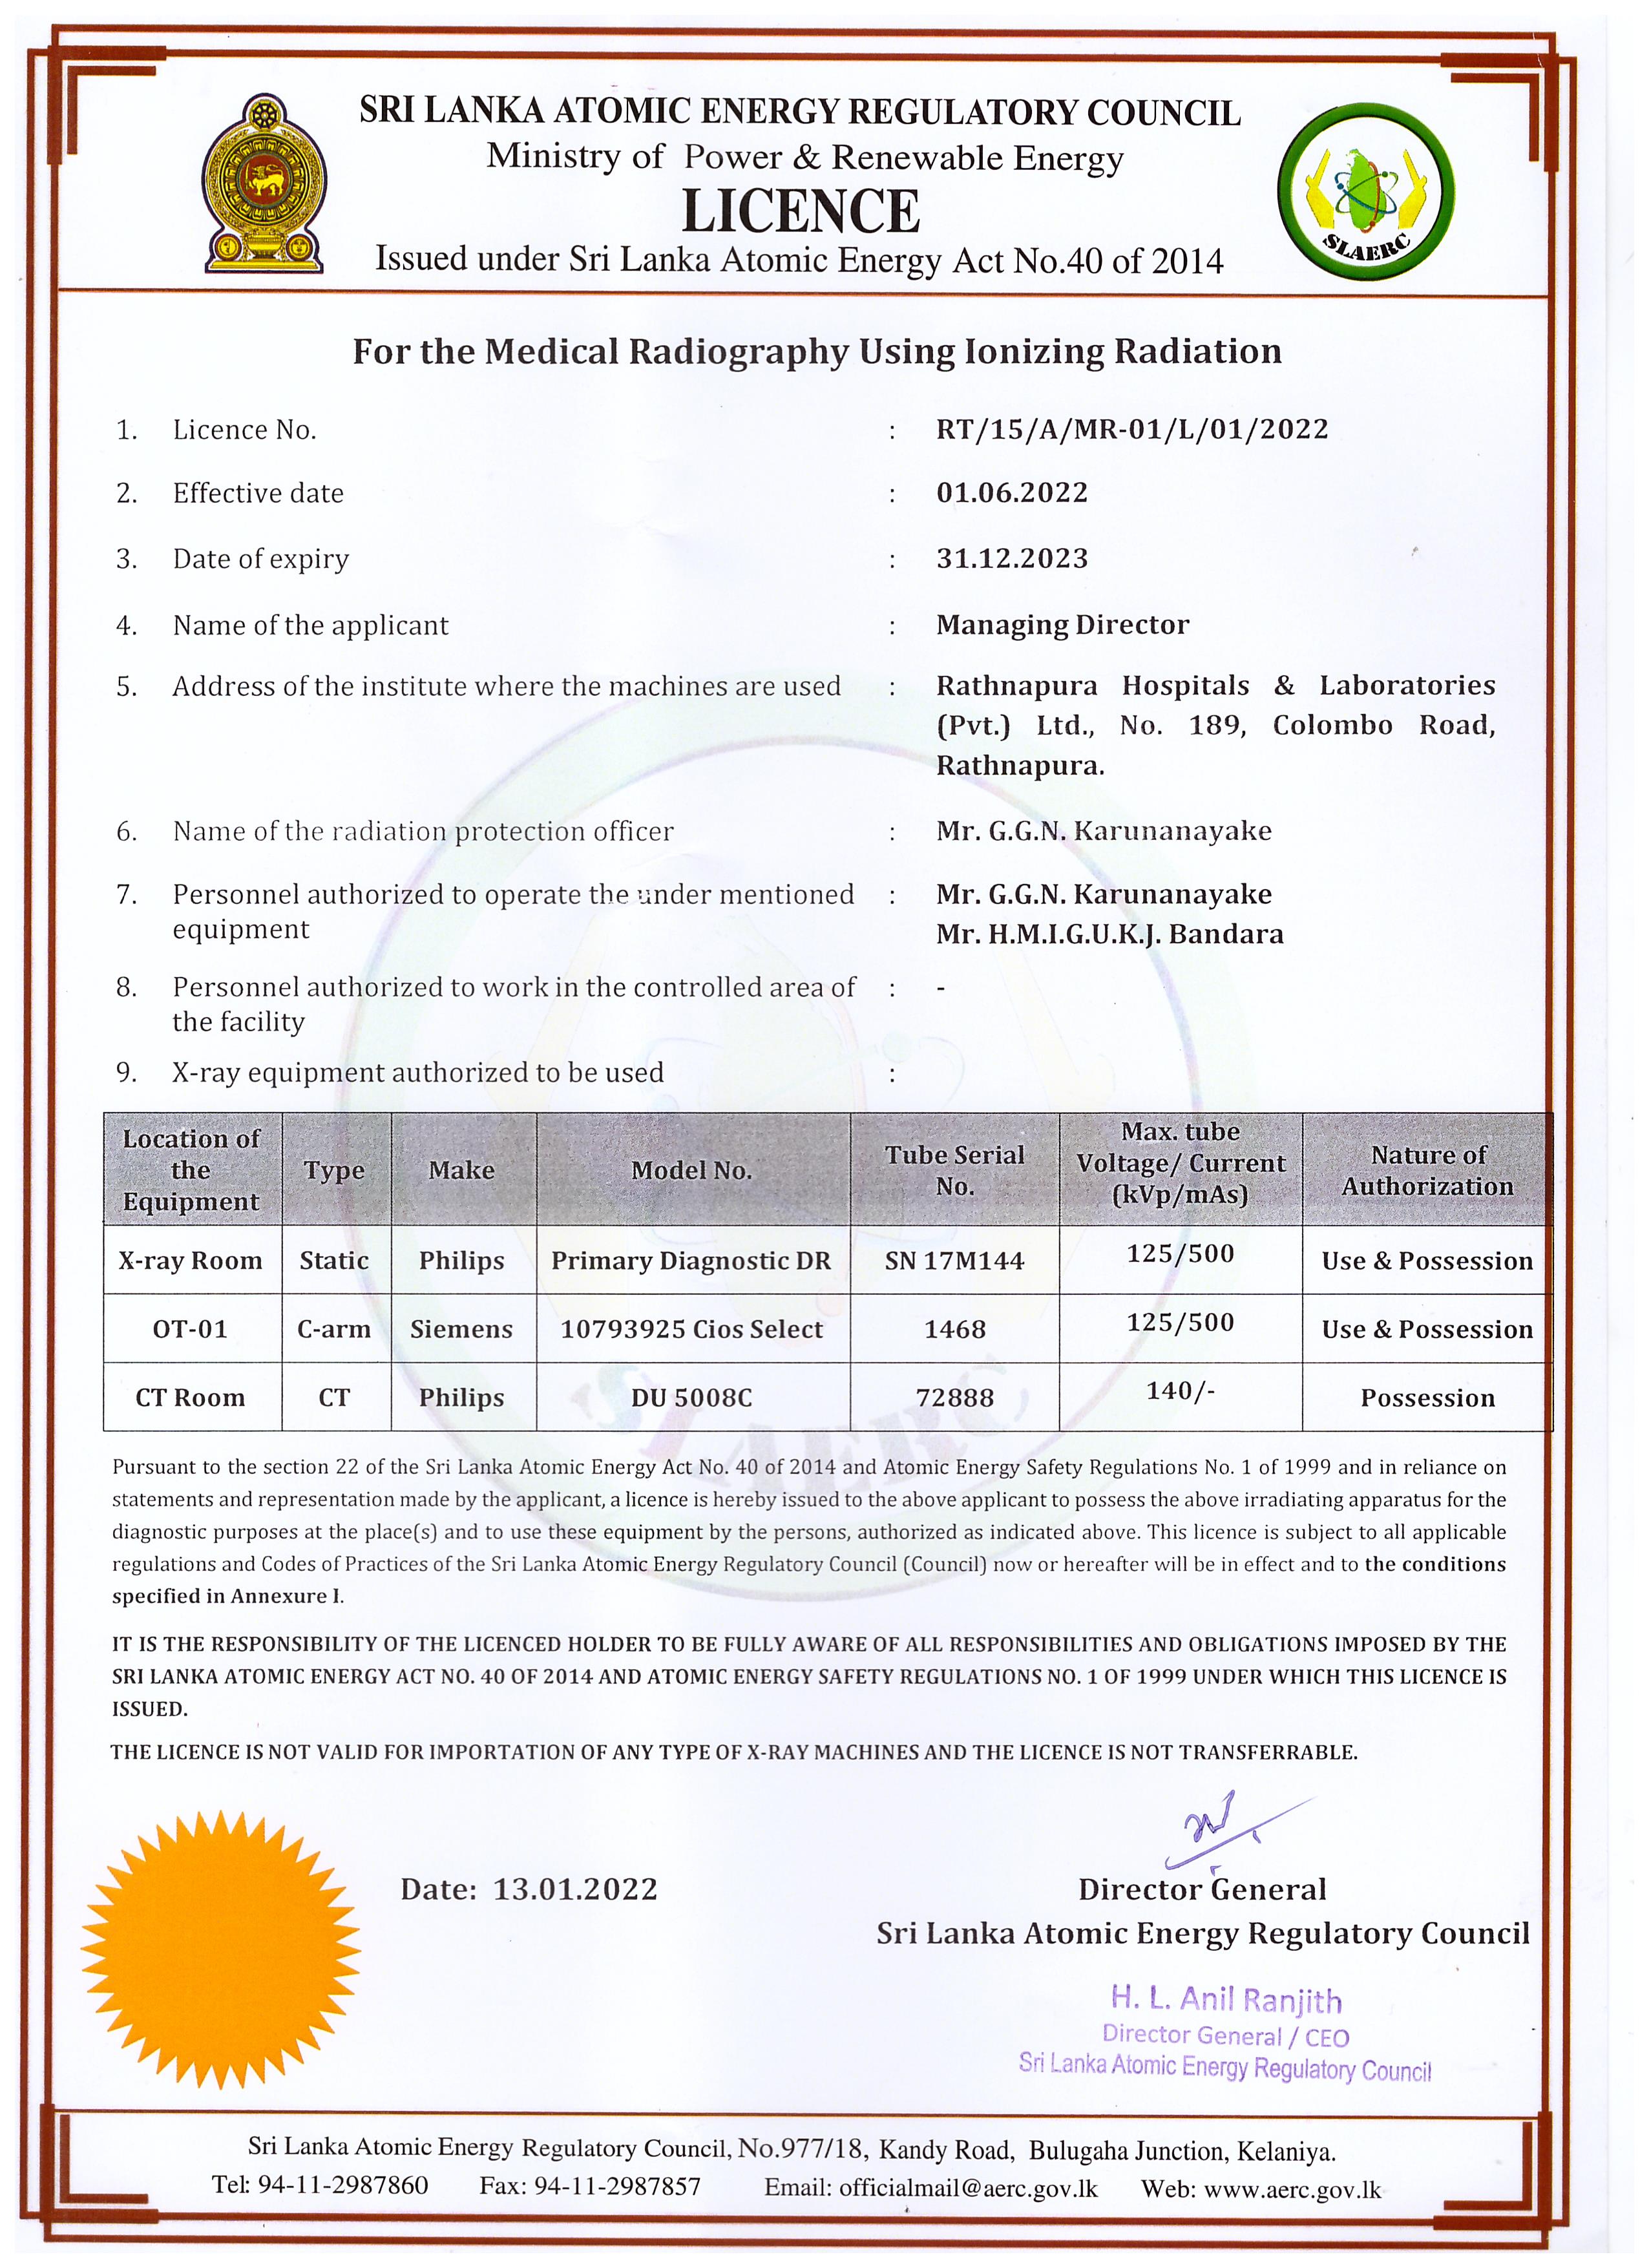 SRI LANKA ATOMIC ENERGY REGULATORY COUNCIL
Ministry of Power & Renewable Energy
LICENCE
Issued under Sri Lanka Atomic Energy Act No.40 of 2014
SLAERC
For the Medical Radiography Using Ionizing Radiation
1. Licence No. : RT/15/A/MR-01/L/01/2022
2. Effective date : 01.06.2022
3. Date of expiry : 31.12.2023
4. Name of the applicant : Managing Director
5. Address of the institute where the machines are used : Rathnapura Hospitals & Laboratories
(Pvt.) Ltd., No. 189, Colombo Road,
Rathnapura.
6. Name of the radiation protection officer : Mr. G.G.N. Karunanayake
7. Personnel authorized to operate the under mentioned : Mr. G.G.N. Karunanayake
equipment Mr. H.M.I.G.U.K.J. Bandara
8. Personnel authorized to work in the controlled area of : -
the facility
9. X-ray equipment authorized to be used :
Location of the Equipment Type Make Model No. Tube Serial No. Max. tube Voltage/ Current (kVp/mAs) Nature of Authorization
X-ray Room Static Philips Primary Diagnostic DR SN 17M144 125/500 Use & Possession
OT-01 C-arm Siemens 10793925 Cios Select 1468 125/500 Use & Possession
CT Room CT Philips DU 5008C 72888 140/- Possession
SLAERC
Pursuant to the section 22 of the Sri Lanka Atomic Energy Act No. 40 of 2014 and Atomic Energy Safety Regulations No. 1 of 1999 and in reliance on
statements and representation made by the applicant, a licence is hereby issued to the above applicant to possess the above irradiating apparatus for the
diagnostic purposes at the place(s) and to use these equipment by the persons, authorized as indicated above. This licence is subject to all applicable
regulations and Codes of Practices of the Sri Lanka Atomic Energy Regulatory Council (Council) now or hereafter will be in effect and to the conditions
specified in Annexure I.
IT IS THE RESPONSIBILITY OF THE LICENCED HOLDER TO BE FULLY AWARE OF ALL RESPONSIBILITIES AND OBLIGATIONS IMPOSED BY THE
SRI LANKA ATOMIC ENERGY ACT NO. 40 OF 2014 AND ATOMIC ENERGY SAFETY REGULATIONS NO. 1 OF 1999 UNDER WHICH THIS LICENCE IS
ISSUED.
THE LICENCE IS NOT VALID FOR IMPORTATION OF ANY TYPE OF X-RAY MACHINES AND THE LICENCE IS NOT TRANSFERRABLE.
Date: 13.01.2022
Director General
Sri Lanka Atomic Energy Regulatory Council
H. L. Anil Ranjith
Director General / CEO
Sri Lanka Atomic Energy Regulatory Council
Sri Lanka Atomic Energy Regulatory Council, No.977/18, Kandy Road, Bulugaha Junction, Kelaniya.
Tel: 94-11-2987860 Fax: 94-11-2987857 Email: officialmail@aerc.gov.lk Web: www.aerc.gov.lk